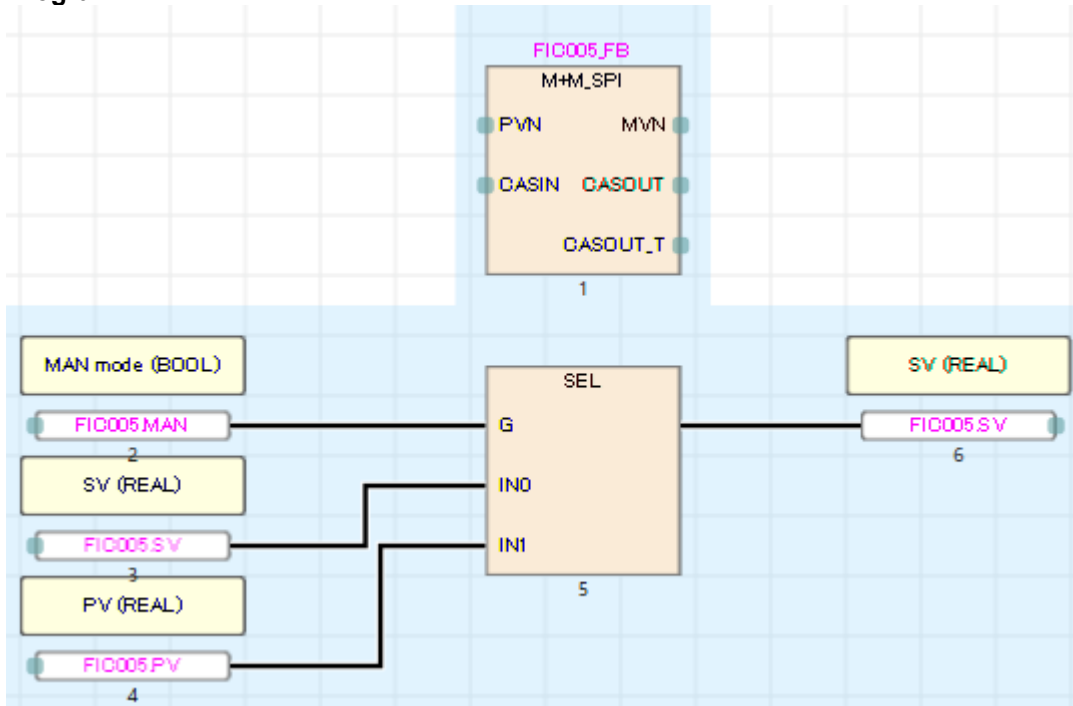 FIC005_FB
M+M_SPI
PVN MVN
CASIN CASOUT
CASOUT_T
1
MAN mode (BOOL)
SEL
SV (REAL)
FIC005.MAN
G
FIC005.SV
2
6
SV (REAL)
IN0
FIC005.SV
IN1
3
5
PV (REAL)
FIC005.PV
4